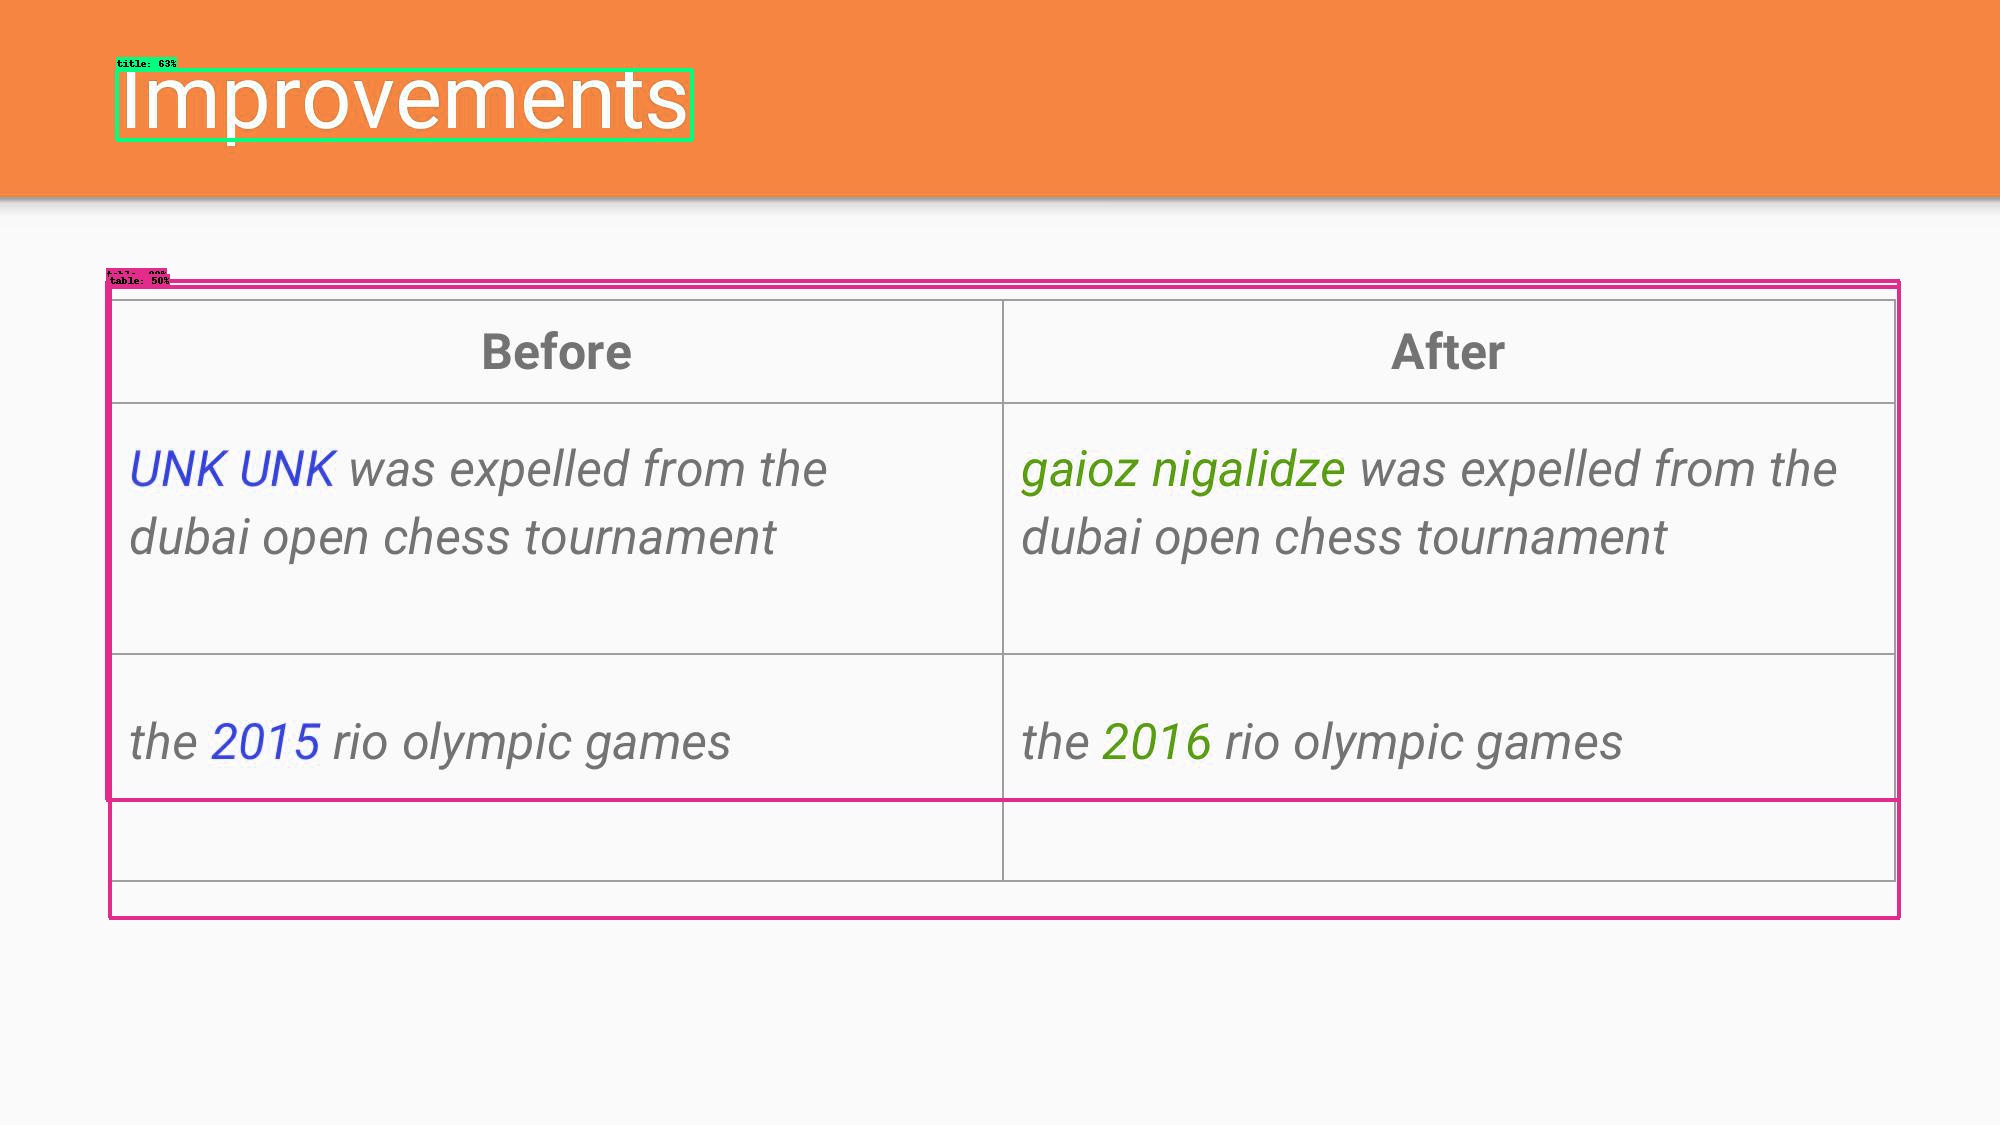 title: 63%
Improvements
table: 50%
Before
After
UNK UNK was expelled from the
dubai open chess tournament
gaioz nigalidze was expelled from the
dubai open chess tournament
the 2015 rio olympic games
the 2016 rio olympic games